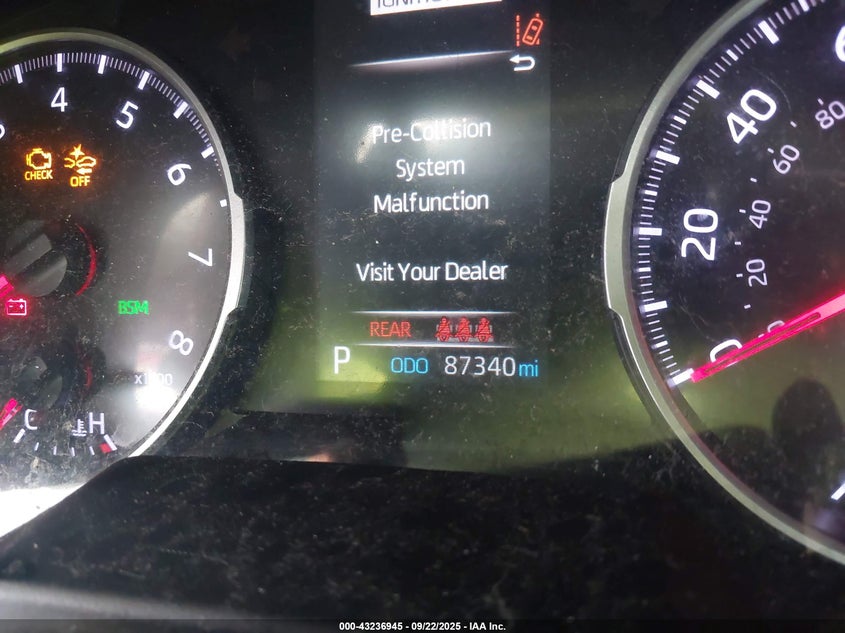 Pre-Collision
System
Malfunction
Visit Your Dealer
REAR
P ODO 87340 mi
4
5
6
7
8
CHECK
OFF
BSM
C H
0
20
40
20
40
60
80
000-43236945 - 09/22/2025 - IAA Inc.